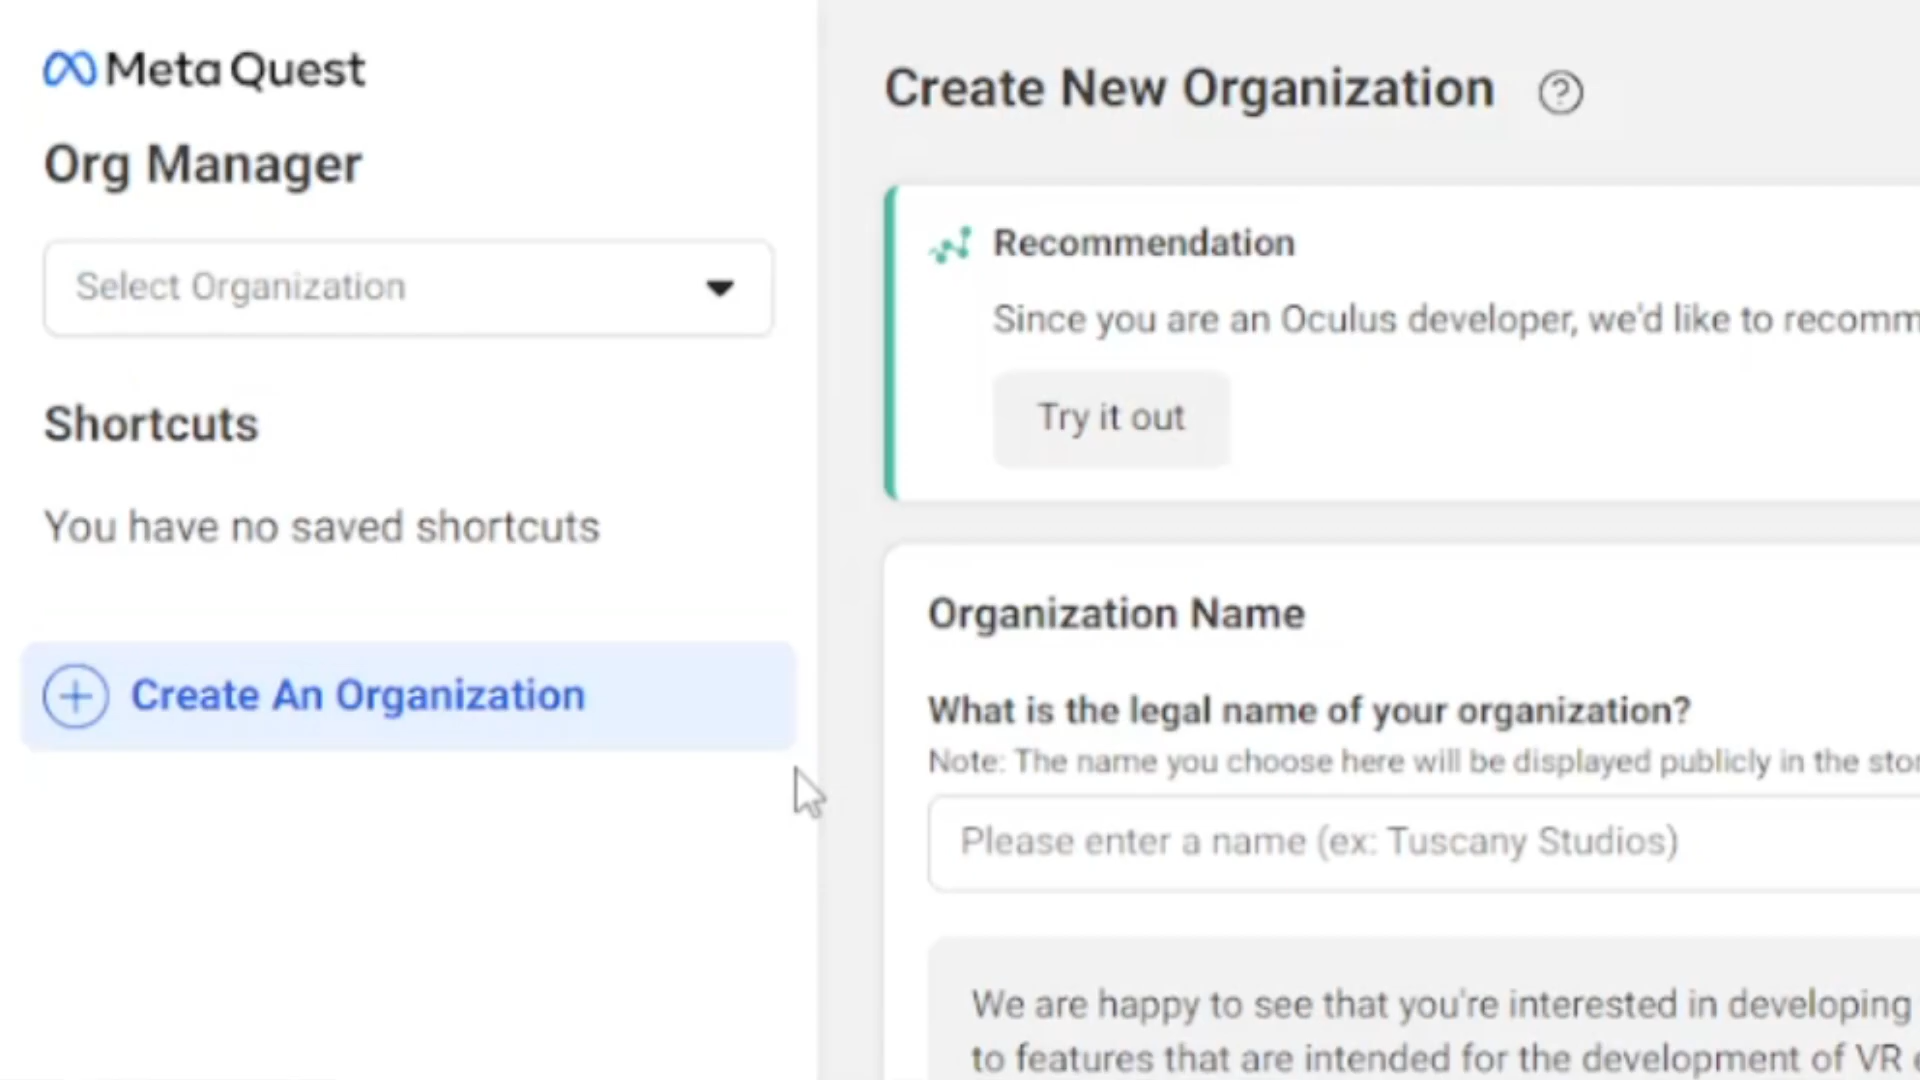 Meta Quest
Org Manager
Select Organization
Shortcuts
You have no saved shortcuts
Create An Organization
Create New Organization
Recommendation
Since you are an Oculus developer, we'd like to
Try it out
Organization Name
What is the legal name of your organization?
Note: The name you choose here will be displayed publicly in the
Please enter a name (ex: Tuscany Studios)
We are happy to see that you're interested in developing
to features that are intended for the development of VR